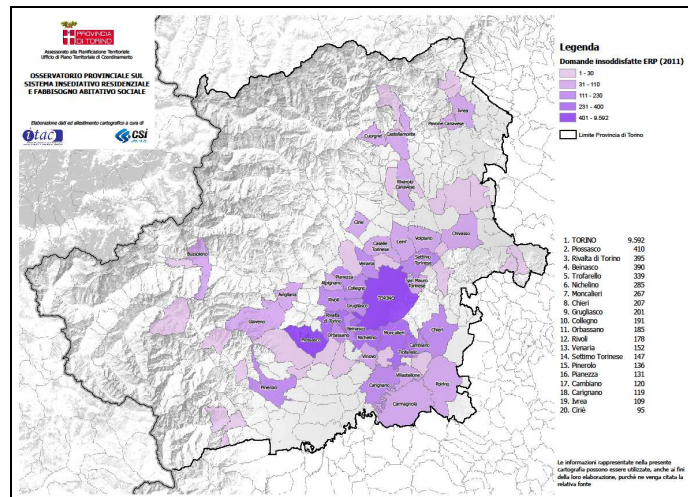 PROVINCIA
DI TORINO
Assessorato alla Pianificazione Territoriale
Ufficio di Piano Territoriale di Coordinamento
OSSERVATORIO PROVINCIALE SUL
SISTEMA INSEDIATIVO RESIDENZIALE
E FABBISOGNO ABITATIVO SOCIALE
Elaborazione dati ed allestimento cartografico a cura di
itac
CSI
Legenda
Domande insoddisfatte ERP (2011)
1 - 30
31 - 110
111 - 230
231 - 400
401 - 9.592
Limite Provincia di Torino
Ivrea
Pavone Canavese
Cuorgnè
Castellamonte
Rivarolo
Canavese
Ciriè
Caselle
Torinese
Leinì
Volpiano
Chivasso
Settimo
Torinese
Bussoleno
Venaria
Pianezza
Alpignano
San Mauro
Torinese
Collegno
Avigliana
Rivoli
Grugliasco
TORINO
Giaveno
Rivalta
di Torino
Beinasco
Orbassano
Nichelino
Moncalieri
Chieri
Piossasco
Cambiano
Trofarello
Vinovo
Villastellone
Pinerolo
Carignano
Poirino
Carmagnola
1. TORINO 9.592
2. Piossasco 410
3. Rivalta di Torino 395
4. Beinasco 390
5. Trofarello 339
6. Nichelino 285
7. Moncalieri 267
8. Chieri 207
9. Grugliasco 201
10. Collegno 191
11. Orbassano 185
12. Rivoli 178
13. Venaria 152
14. Settimo Torinese 147
15. Pinerolo 136
16. Pianezza 131
17. Cambiano 120
18. Carignano 119
19. Ivrea 109
20. Ciriè 95
Le informazioni rappresentate nella presente
cartografia possono essere utilizzate, anche ai fini
della loro elaborazione, purchè ne venga citata la
relativa fonte